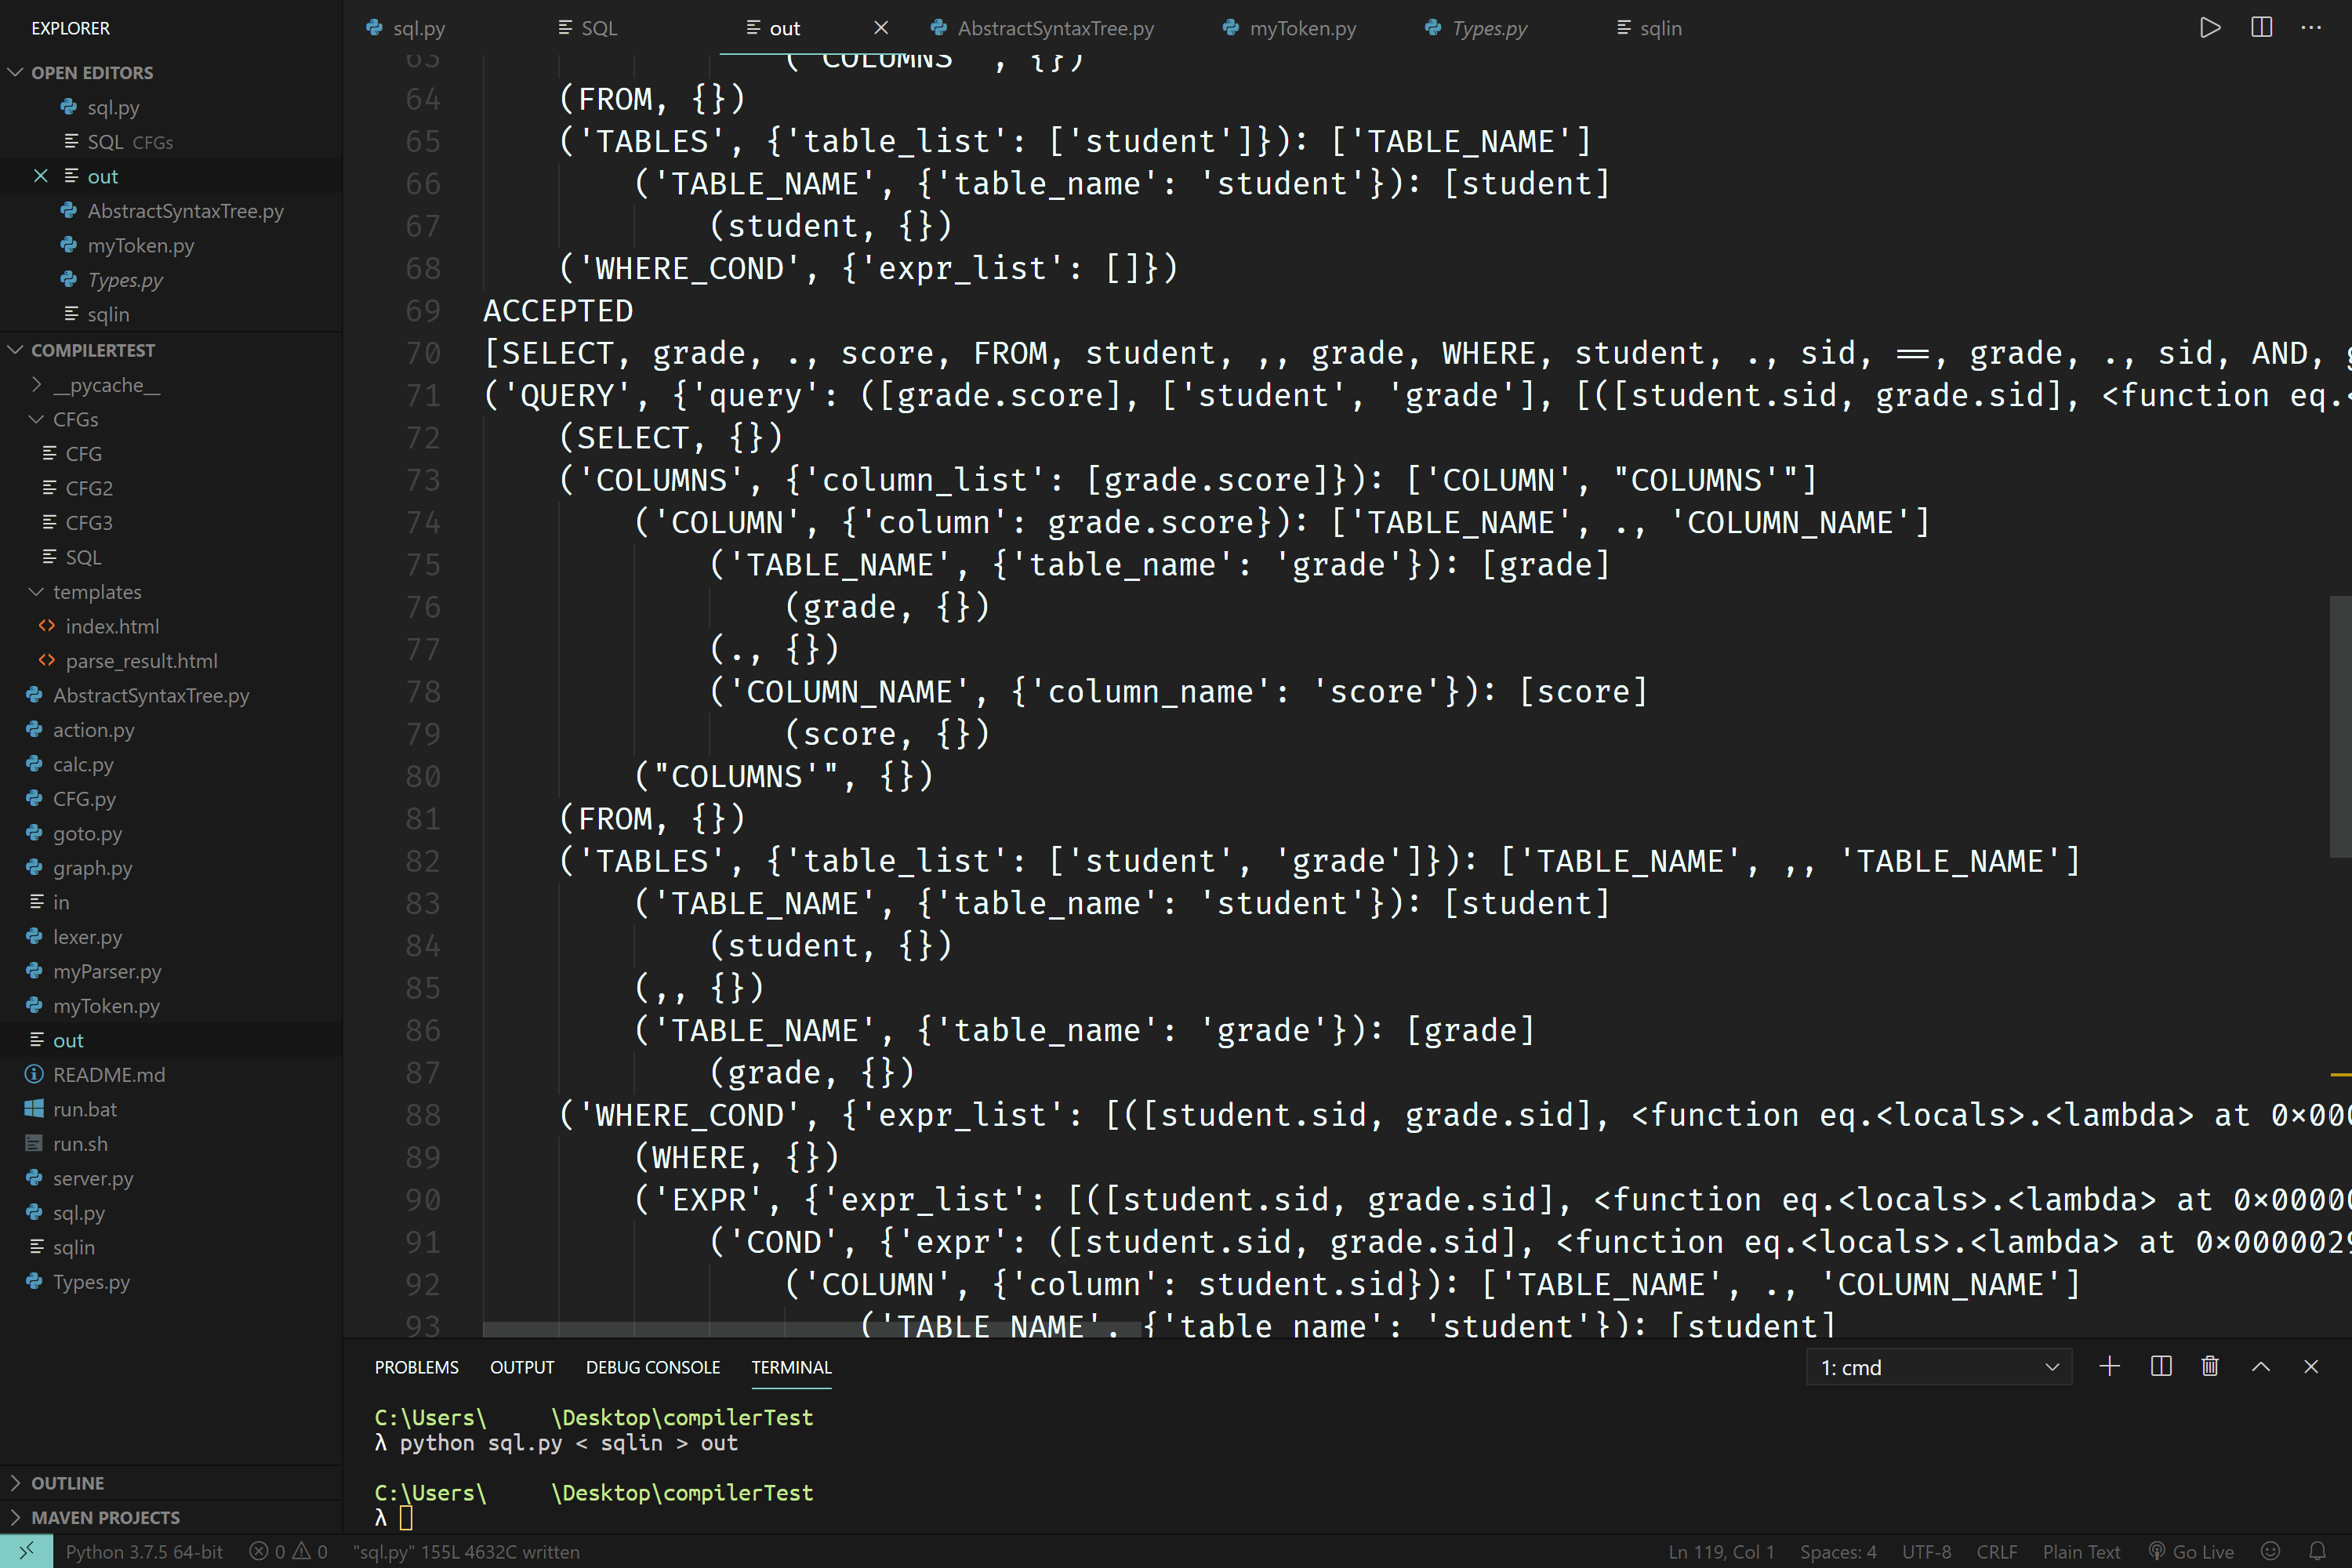 EXPLORER
OPEN EDITORS
sql.py
SQL CFGs
out
AbstractSyntaxTree.py
myToken.py
Types.py
sqlin
COMPILERTEST
__pycache__
CFGs
CFG
CFG2
CFG3
SQL
templates
index.html
parse_result.html
AbstractSyntaxTree.py
action.py
calc.py
CFG.py
goto.py
graph.py
in
lexer.py
myParser.py
myToken.py
out
README.md
run.bat
run.sh
server.py
sql.py
sqlin
Types.py
OUTLINE
MAVEN PROJECTS
sql.py SQL out AbstractSyntaxTree.py myToken.py Types.py sqlin
63 ("COLUMNS'", {})
64 (FROM, {})
65 ('TABLES', {'table_list': ['student']}): ['TABLE_NAME']
66 ('TABLE_NAME', {'table_name': 'student'}): [student]
67 (student, {})
68 ('WHERE_COND', {'expr_list': []})
69 ACCEPTED
70 [SELECT, grade, ., score, FROM, student, ,, grade, WHERE, student, ., sid, ==, grade, ., sid, AND, g
71 ('QUERY', {'query': ([grade.score], ['student', 'grade'], [([student.sid, grade.sid], <function eq.<
72 (SELECT, {})
73 ('COLUMNS', {'column_list': [grade.score]}): ['COLUMN', "COLUMNS'"]
74 ('COLUMN', {'column': grade.score}): ['TABLE_NAME', ., 'COLUMN_NAME']
75 ('TABLE_NAME', {'table_name': 'grade'}): [grade]
76 (grade, {})
77 (., {})
78 ('COLUMN_NAME', {'column_name': 'score'}): [score]
79 (score, {})
80 ("COLUMNS'", {})
81 (FROM, {})
82 ('TABLES', {'table_list': ['student', 'grade']}): ['TABLE_NAME', ,, 'TABLE_NAME']
83 ('TABLE_NAME', {'table_name': 'student'}): [student]
84 (student, {})
85 (,, {})
86 ('TABLE_NAME', {'table_name': 'grade'}): [grade]
87 (grade, {})
88 ('WHERE_COND', {'expr_list': [([student.sid, grade.sid], <function eq.<locals>.<lambda> at 0x000
89 (WHERE, {})
90 ('EXPR', {'expr_list': [([student.sid, grade.sid], <function eq.<locals>.<lambda> at 0x00000
91 ('COND', {'expr': ([student.sid, grade.sid], <function eq.<locals>.<lambda> at 0x0000029
92 ('COLUMN', {'column': student.sid}): ['TABLE_NAME', ., 'COLUMN_NAME']
93 ('TABLE_NAME', {'table_name': 'student'}): [student]
PROBLEMS OUTPUT DEBUG CONSOLE TERMINAL 1: cmd
C:\Users\ \Desktop\compilerTest
λ python sql.py < sqlin > out
C:\Users\ \Desktop\compilerTest
λ
Python 3.7.5 64-bit 0 0 "sql.py" 155L 4632C written Ln 119, Col 1 Spaces: 4 UTF-8 CRLF Plain Text Go Live